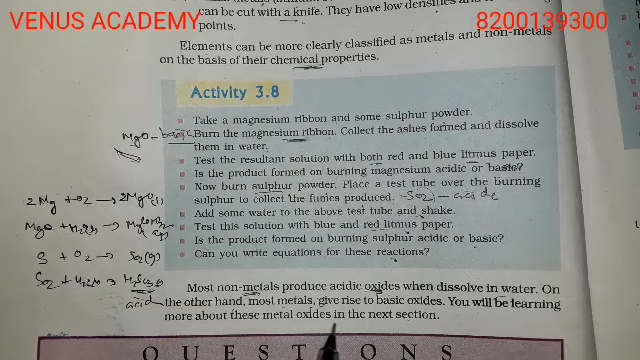 VENUS ACADEMY
8200139300
can be cut with a knife. They have low densities and
points.
Elements can be more clearly classified as metals and non-metals
on the basis of their chemical properties.
Activity 3.8
Take a magnesium ribbon and some sulphur powder.
MgO - basic
Burn the magnesium ribbon. Collect the ashes formed and dissolve
them in water.
Test the resultant solution with both red and blue litmus paper.
Is the product formed on burning magnesium acidic or basic?
Now burn sulphur powder. Place a test tube over the burning
sulphur to collect the fumes produced. - SO2 - acidic
2Mg + O2 → 2MgO(s)
Add some water to the above test tube and shake.
Test this solution with blue and red litmus paper.
S + O2 → SO2(g)
Is the product formed on burning sulphur acidic or basic?
Can you write equations for these reactions?
acid
Most non-metals produce acidic oxides when dissolve in water. On
the other hand, most metals, give rise to basic oxides. You will be learning
more about these metal oxides in the next section.
QUESTIONS